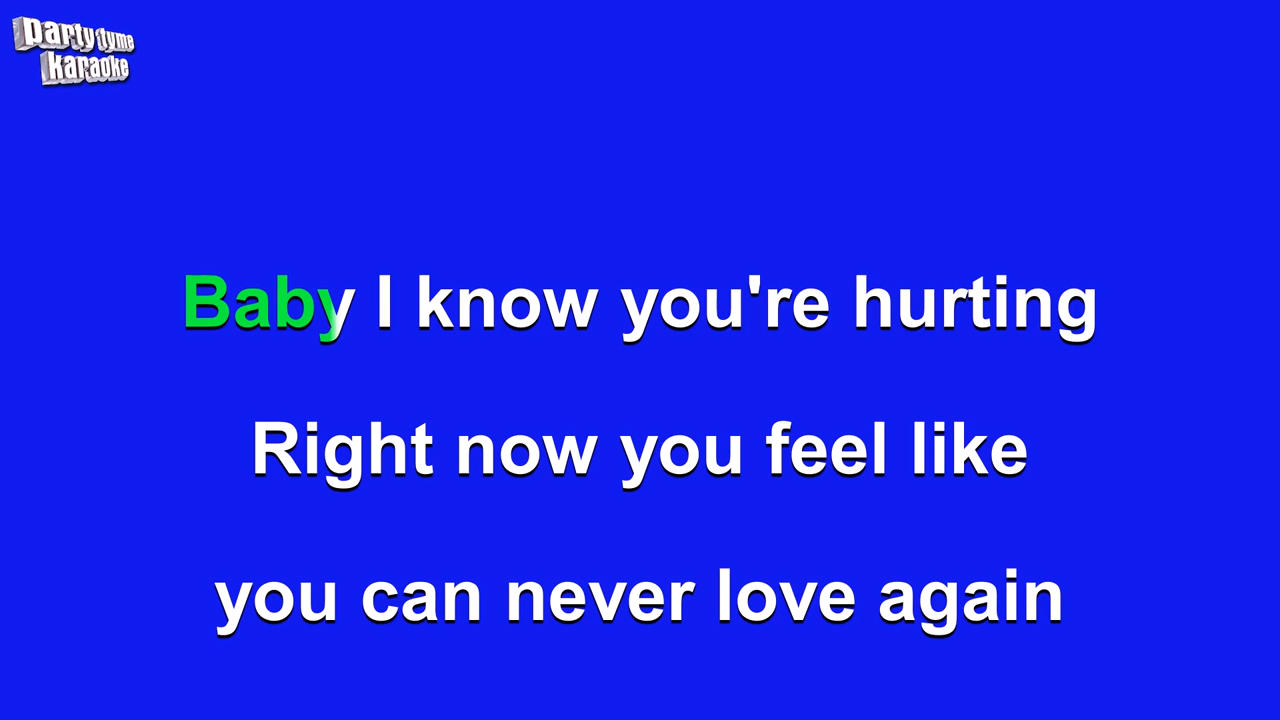 party tyme
karaoke
Baby I know you're hurting
Right now you feel like
you can never love again